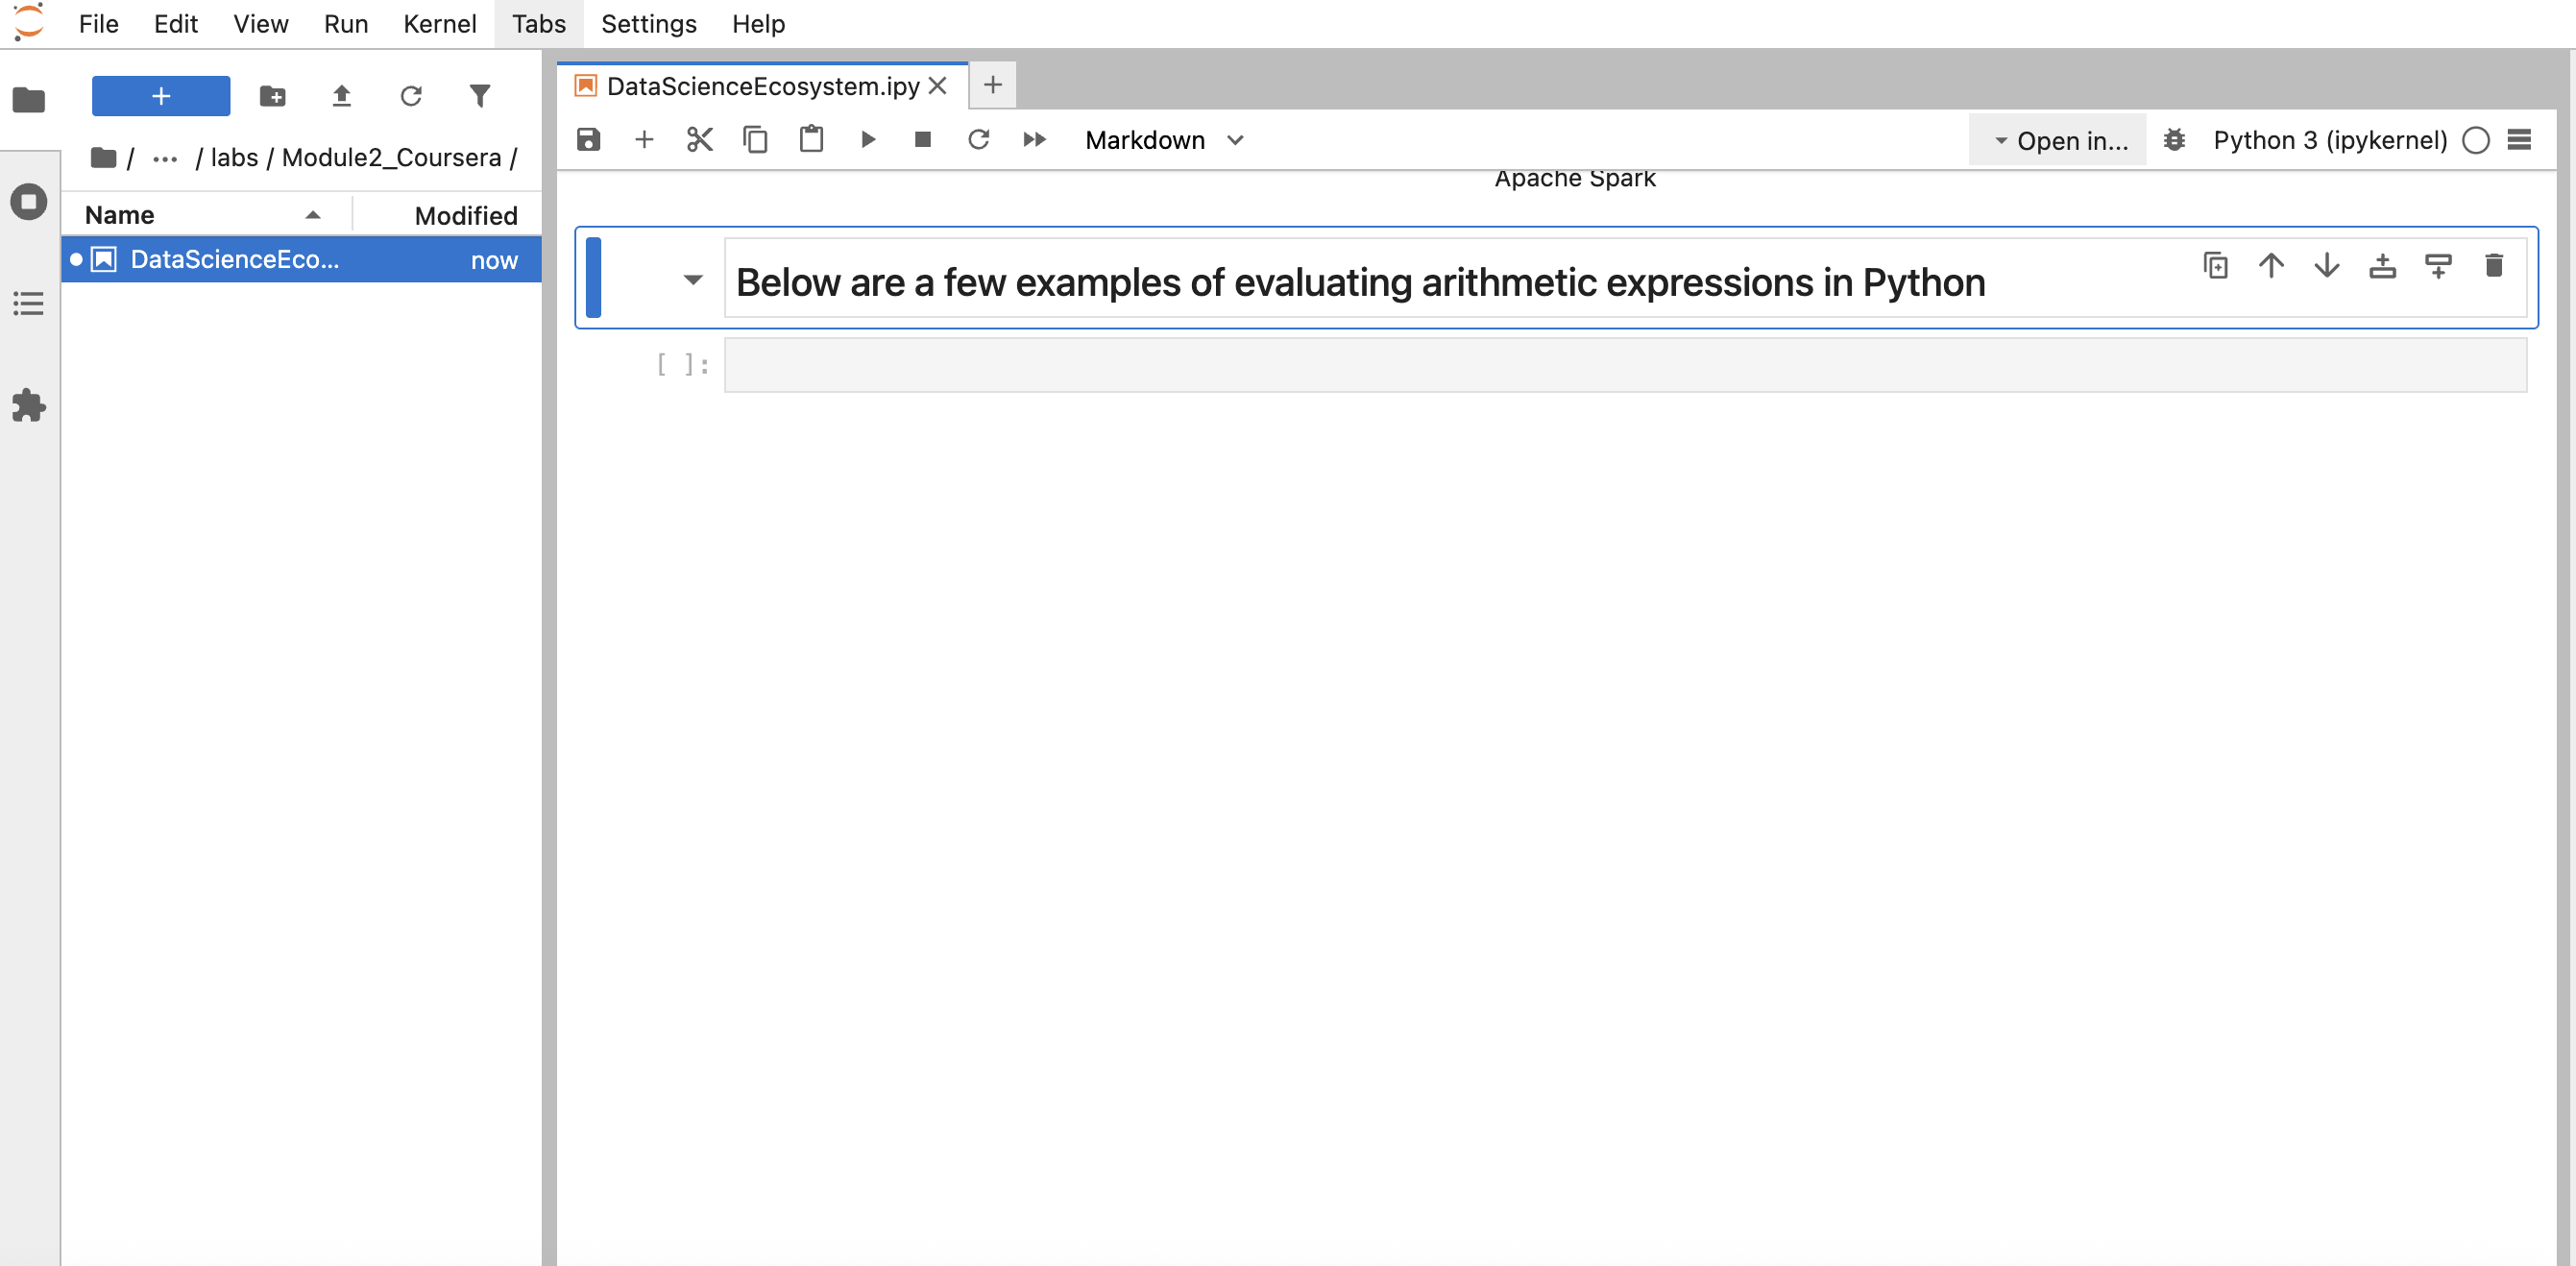 File Edit View Run Kernel Tabs Settings Help
DataScienceEcosystem.ipy
Markdown
Open in...
Python 3 (ipykernel)
/ ... / labs / Module2_Coursera /
Name Modified
DataScienceEco... now
Apache Spark
Below are a few examples of evaluating arithmetic expressions in Python
[ ]: